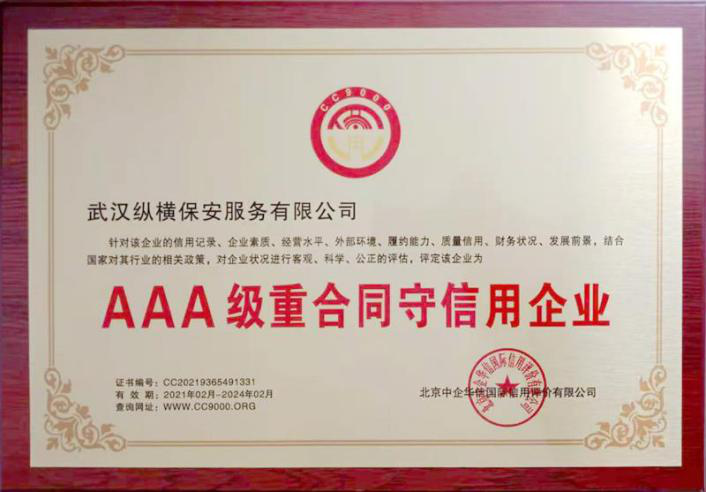 CC9000
信用
武汉纵横保安服务有限公司
针对该企业的信用记录、企业素质、经营水平、外部环境、履约能力、质量信用、财务状况、发展前景，结合
国家对其行业的相关政策，对企业状况进行客观、科学、公正的评估，评定该企业为
AAA级重合同守信用企业
证书编号：CC20219365491331
有 效 期：2021年02月-2024年02月
查询网址：WWW.CC9000.ORG
北京中企华信国际信用评价有限公司
北京中企华信国际信用评价有限公司